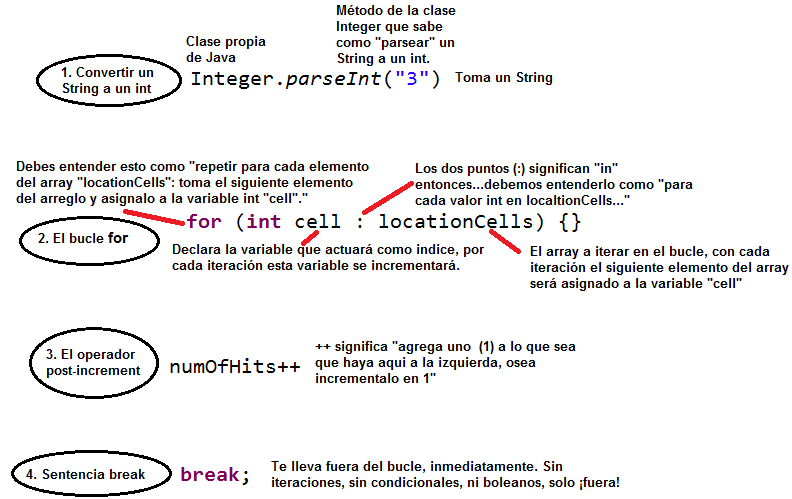 Clase propia
de Java
Método de la clase
Integer que sabe
como "parsear" un
String a un int.
1. Convertir un
String a un int
Integer.parseInt("3")
Toma un String
Debes entender esto como "repetir para cada elemento
del array "locationCells": toma el siguiente elemento
del arreglo y asignalo a la variable int "cell"."
Los dos puntos (:) significan "in"
entonces...debemos entenderlo como "para
cada valor int en localtionCells..."
2. El bucle for
for (int cell : locationCells) {}
Declara la variable que actuará como indice, por
cada iteración esta variable se incrementará.
El array a iterar en el bucle, con cada
iteración el siguiente elemento del array
será asignado a la variable "cell"
3. El operador
post-increment
numOfHits++
++ significa "agrega uno (1) a lo que sea
que haya aqui a la izquierda, osea
incrementalo en 1"
4. Sentencia break
break;
Te lleva fuera del bucle, inmediatamente. Sin
iteraciones, sin condicionales, ni boleanos, solo ¡fuera!